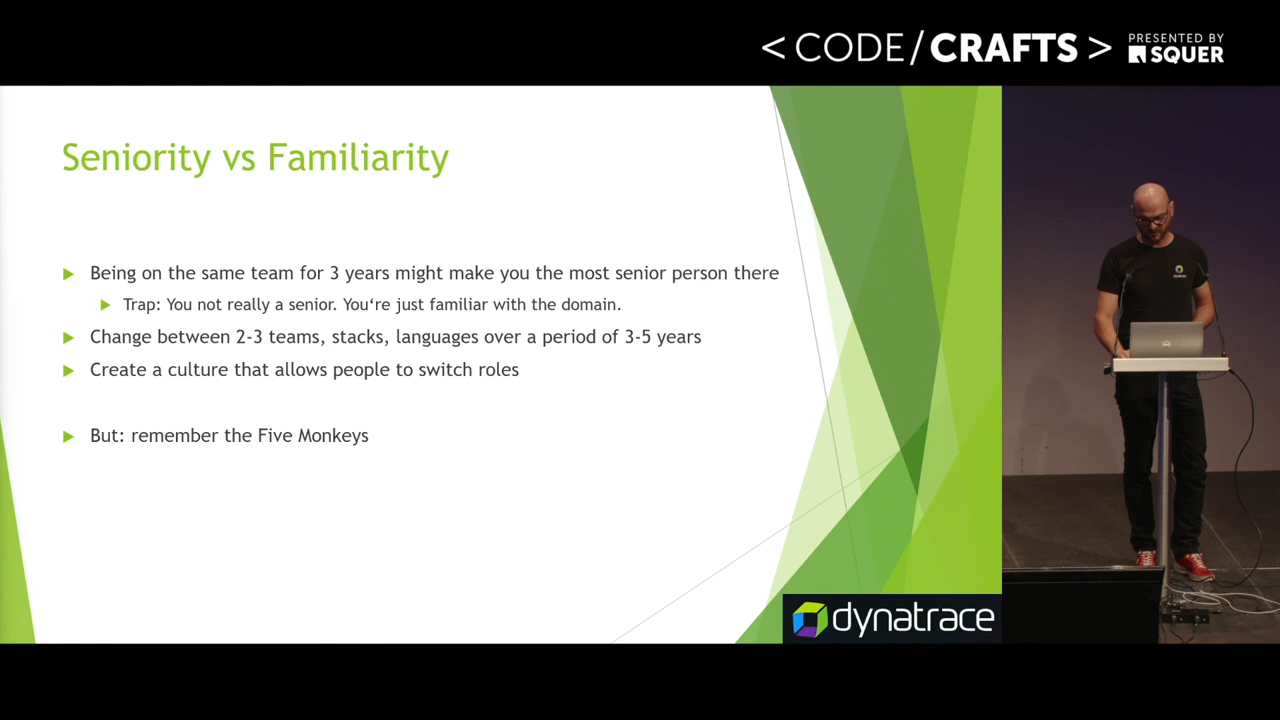 < CODE/CRAFTS >
PRESENTED BY
SQUER
Seniority vs Familiarity
Being on the same team for 3 years might make you the most senior person there
Trap: You not really a senior. You‘re just familiar with the domain.
Change between 2-3 teams, stacks, languages over a period of 3-5 years
Create a culture that allows people to switch roles
But: remember the Five Monkeys
dynatrace